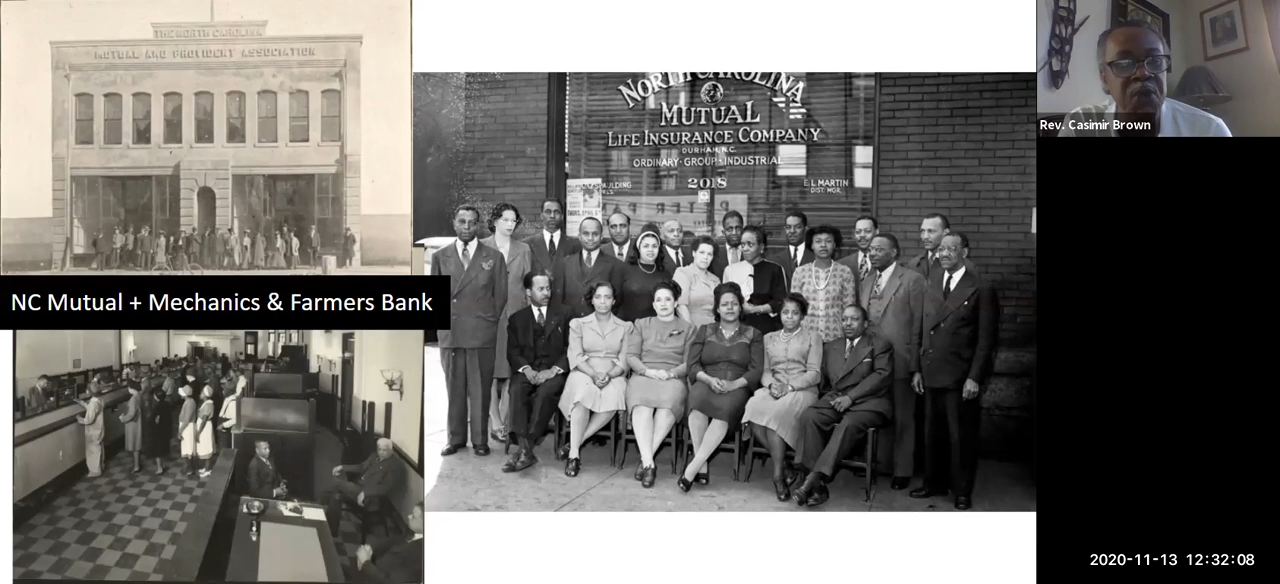 THE NORTH CAROLINA
MUTUAL AND PROVIDENT ASSOCIATION
NC Mutual + Mechanics & Farmers Bank
NORTH CAROLINA
MUTUAL
LIFE INSURANCE COMPANY
DURHAM, N.C.
ORDINARY · GROUP · INDUSTRIAL
2018
SPAULDING
E.L. MARTIN
DIST. MGR.
Rev. Casimir Brown
2020-11-13 12:32:08